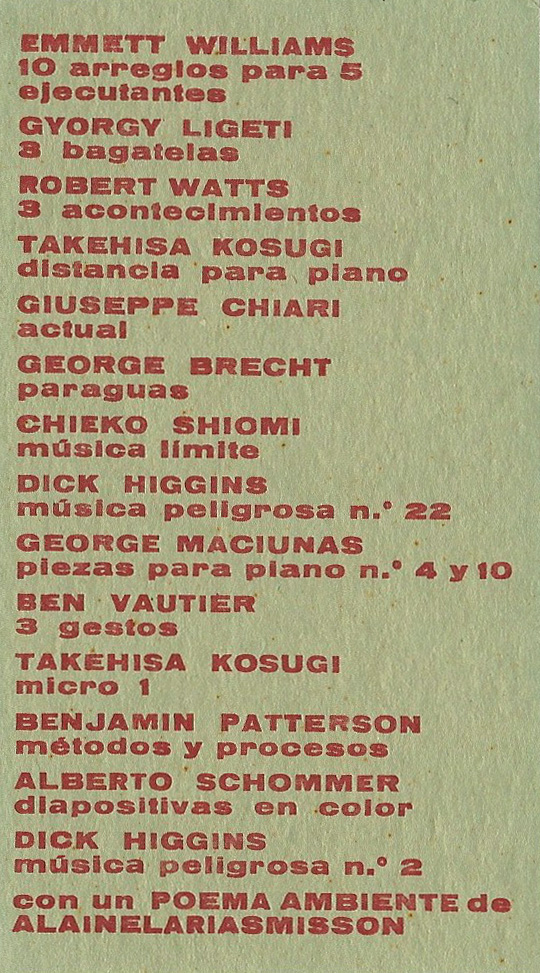 EMMETT WILLIAMS
10 arreglos para 5
ejecutantes
GYORGY LIGETI
3 bagatelas
ROBERT WATTS
3 acontecimientos
TAKEHISA KOSUGI
distancia para piano
GIUSEPPE CHIARI
actual
GEORGE BRECHT
paraguas
CHIEKO SHIOMI
música límite
DICK HIGGINS
música peligrosa n.° 22
GEORGE MACIUNAS
piezas para piano n.° 4 y 10
BEN VAUTIER
3 gestos
TAKEHISA KOSUGI
micro 1
BENJAMIN PATTERSON
métodos y procesos
ALBERTO SCHOMMER
diapositivas en color
DICK HIGGINS
música peligrosa n.° 2
con un POEMA AMBIENTE de
ALAINELARIASMISSON